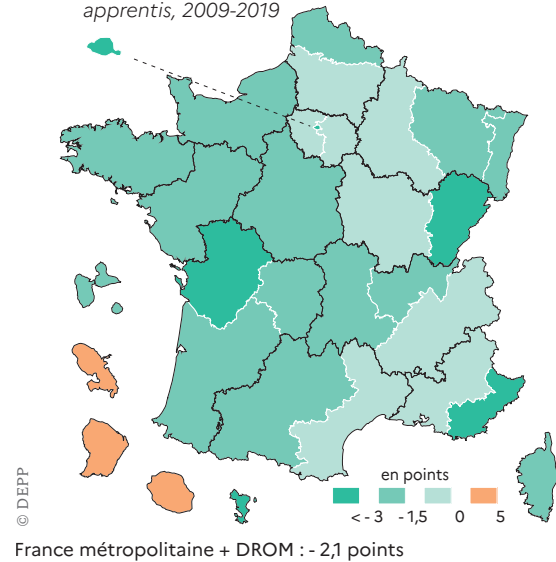 apprentis, 2009-2019
en points
<- 3 -1,5 0 5
© DEPP
France métropolitaine + DROM : - 2,1 points